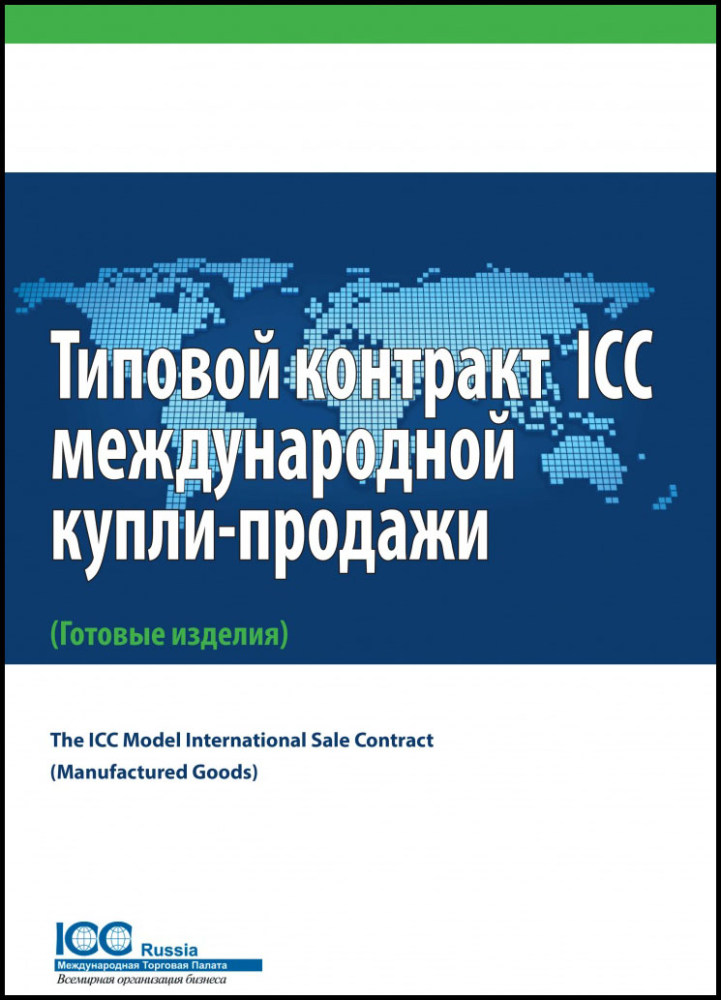 Типовой контракт ICC
международной
купли-продажи
(Готовые изделия)
The ICC Model International Sale Contract
(Manufactured Goods)
ICC Russia
Международная Торговая Палата
Всемирная организация бизнеса